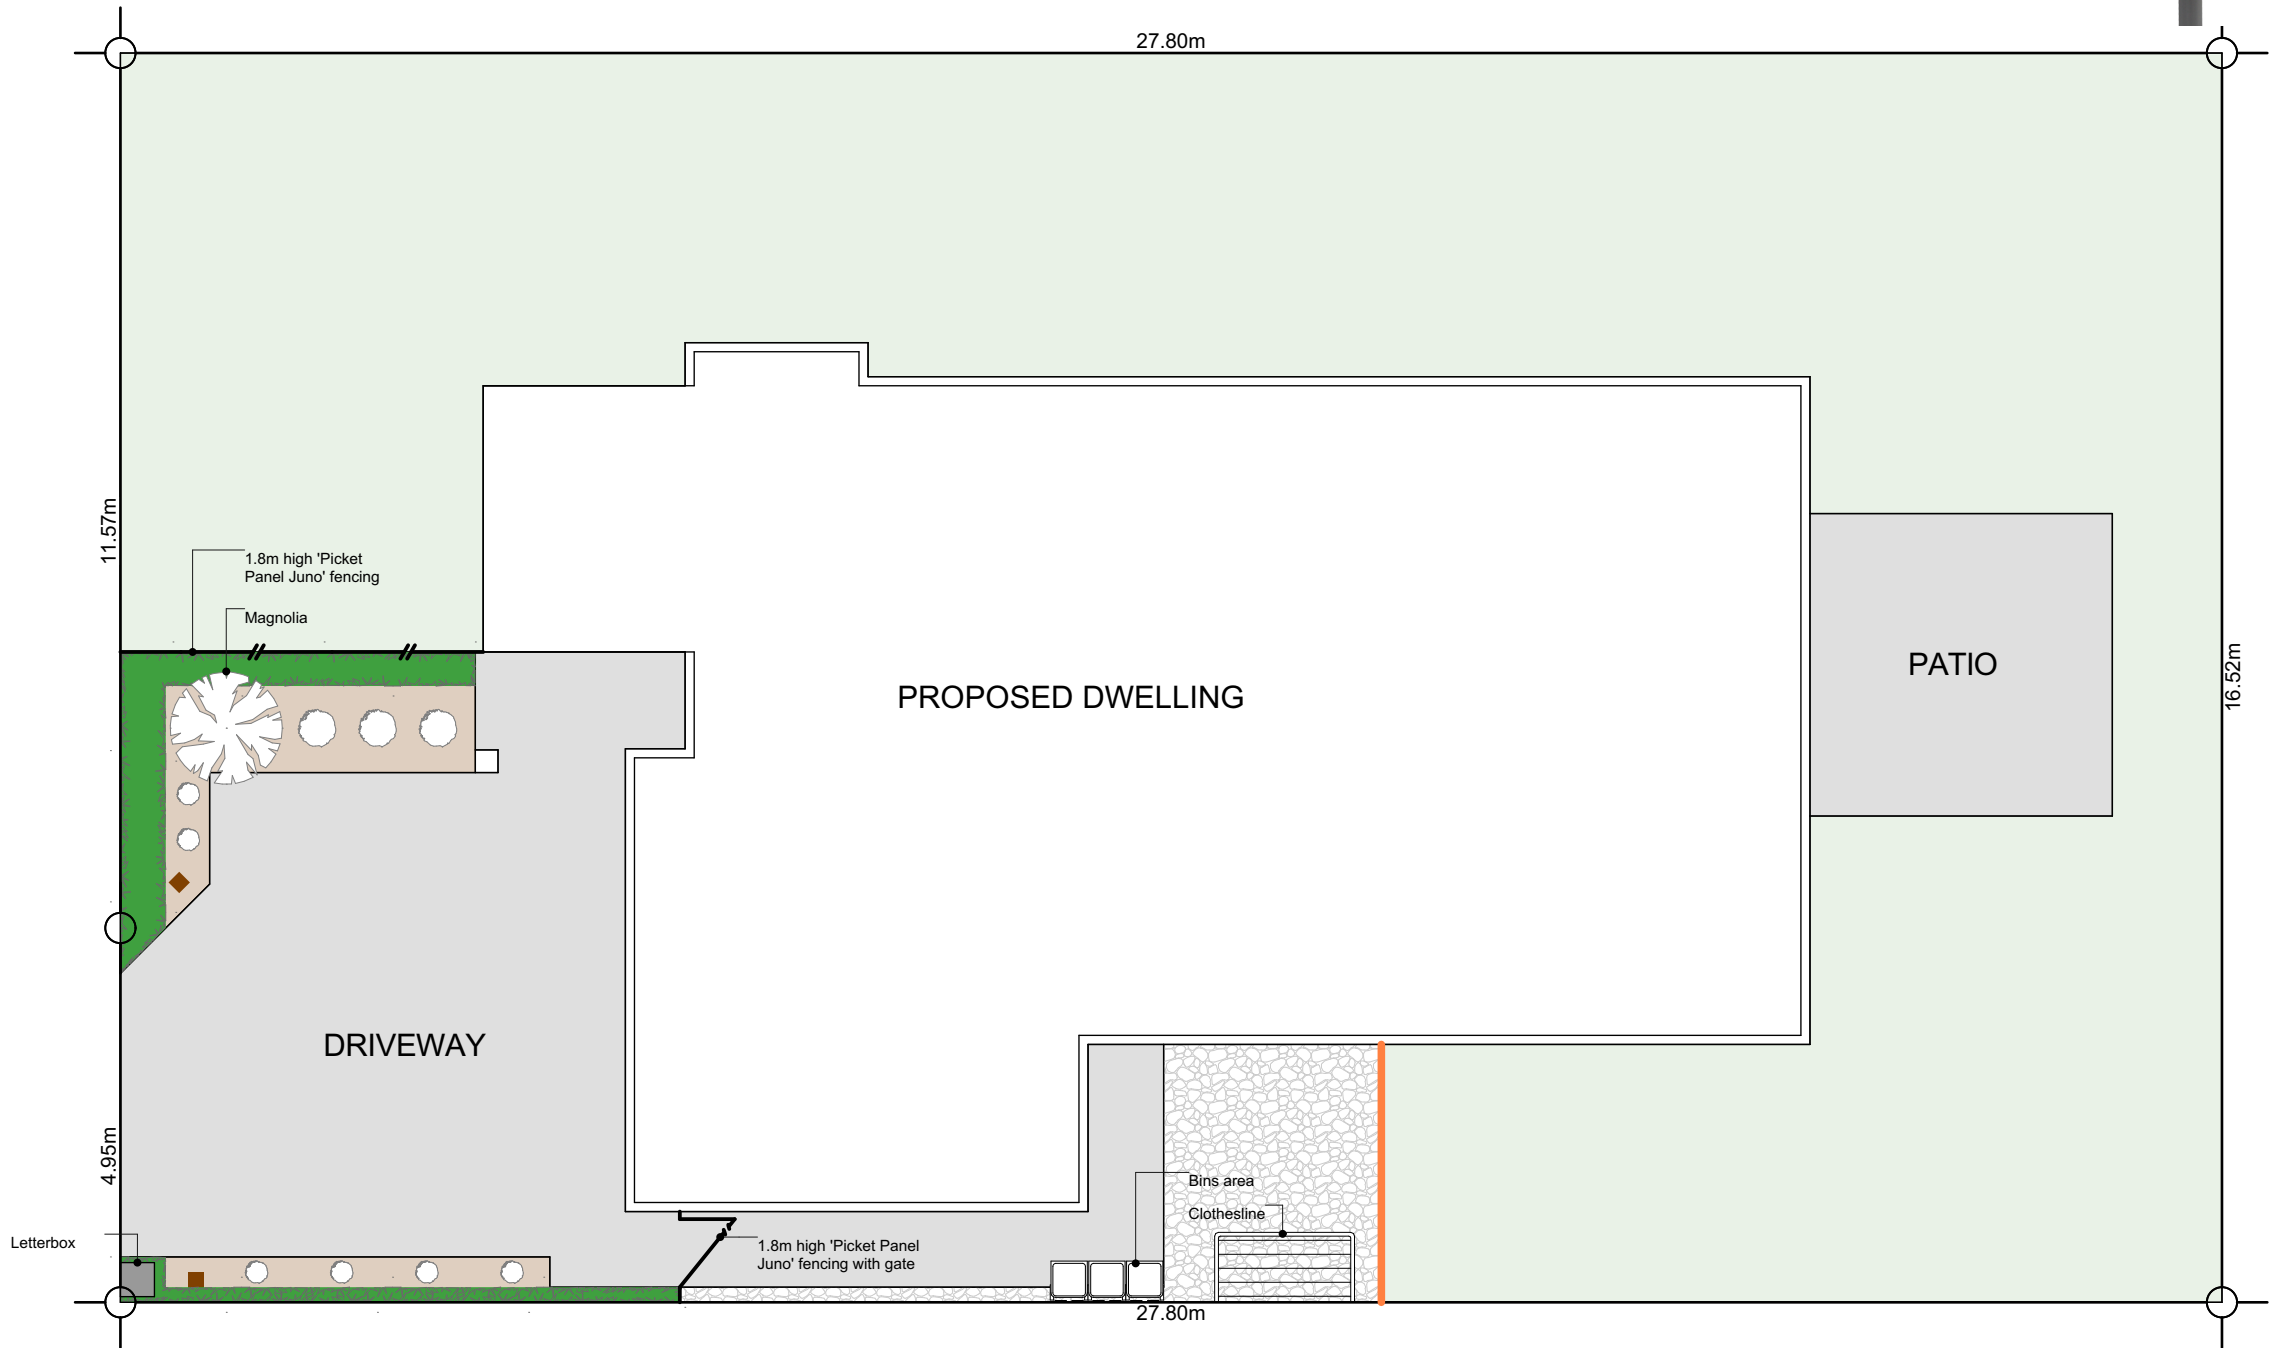 27.80m
11.57m
1.8m high 'Picket
Panel Juno' fencing
Magnolia
PROPOSED DWELLING
PATIO
16.52m
DRIVEWAY
4.95m
Bins area
Clothesline
Letterbox
1.8m high 'Picket Panel
Juno' fencing with gate
27.80m